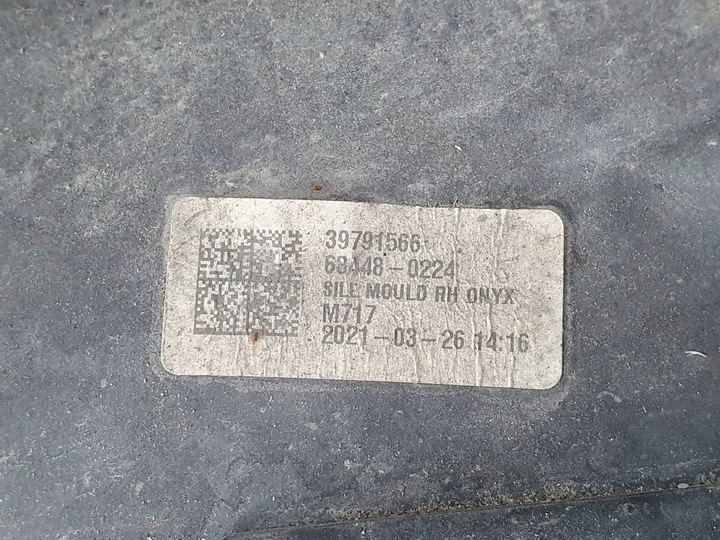 39791566
68448-0224
SILL MOULD RH ONYX
M717
2021-03-26 14:16